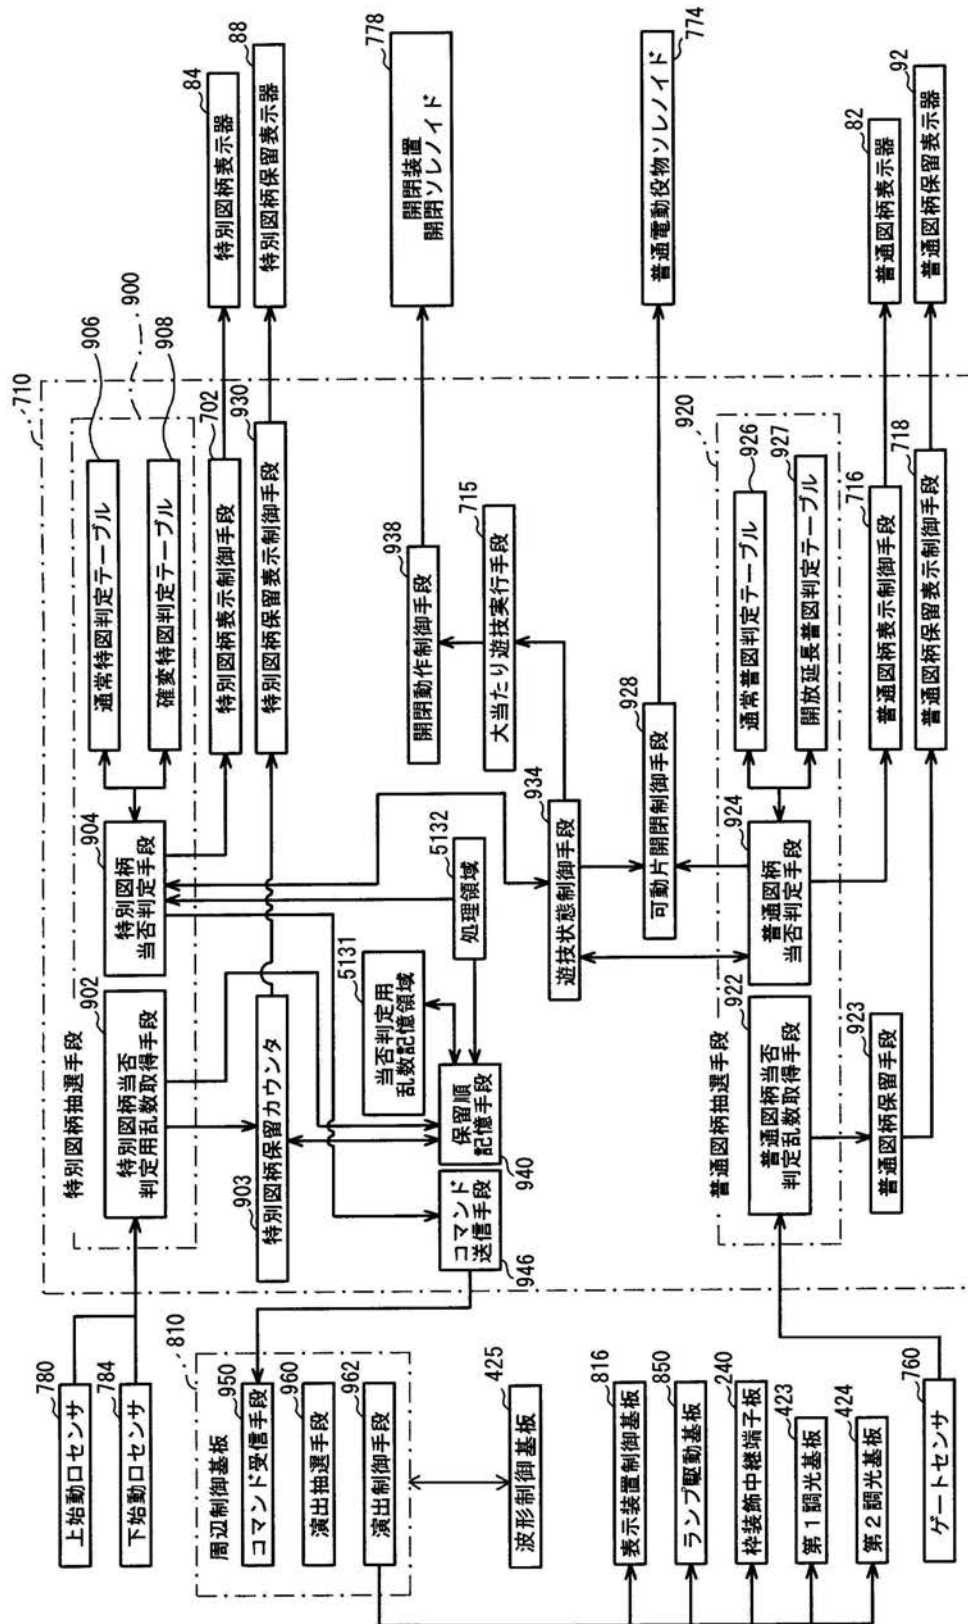 上始動口センサ
780
下始動口センサ
784
810
周辺制御基板
950
コマンド受信手段
960
演出抽選手段
962
演出制御手段
425
波形制御基板
816
表示装置制御基板
850
ランプ駆動基板
240
枠装飾中継端子板
423
第1調光基板
424
第2調光基板
760
ゲートセンサ
710
900
特別図柄抽選手段
902
特別図柄当否
判定用乱数取得手段
904
特別図柄
当否判定手段
906
通常特図判定テーブル
908
確変特図判定テーブル
702
特別図柄表示制御手段
930
特別図柄保留表示制御手段
903
特別図柄保留カウンタ
5131
当否判定用
乱数記憶領域
5132
処理領域
保留順
記憶手段
940
コマンド
送信手段
946
938
開閉動作制御手段
715
大当たり遊技実行手段
934
遊技状態制御手段
928
可動片開閉制御手段
920
普通図柄抽選手段
922
普通図柄当否
判定乱数取得手段
924
普通図柄
当否判定手段
926
通常普図判定テーブル
927
開放延長普図判定テーブル
923
普通図柄保留手段
716
普通図柄表示制御手段
718
普通図柄保留表示制御手段
84
特別図柄表示器
88
特別図柄保留表示器
778
開閉装置
開閉ソレノイド
774
普通電動役物ソレノイド
82
普通図柄表示器
92
普通図柄保留表示器